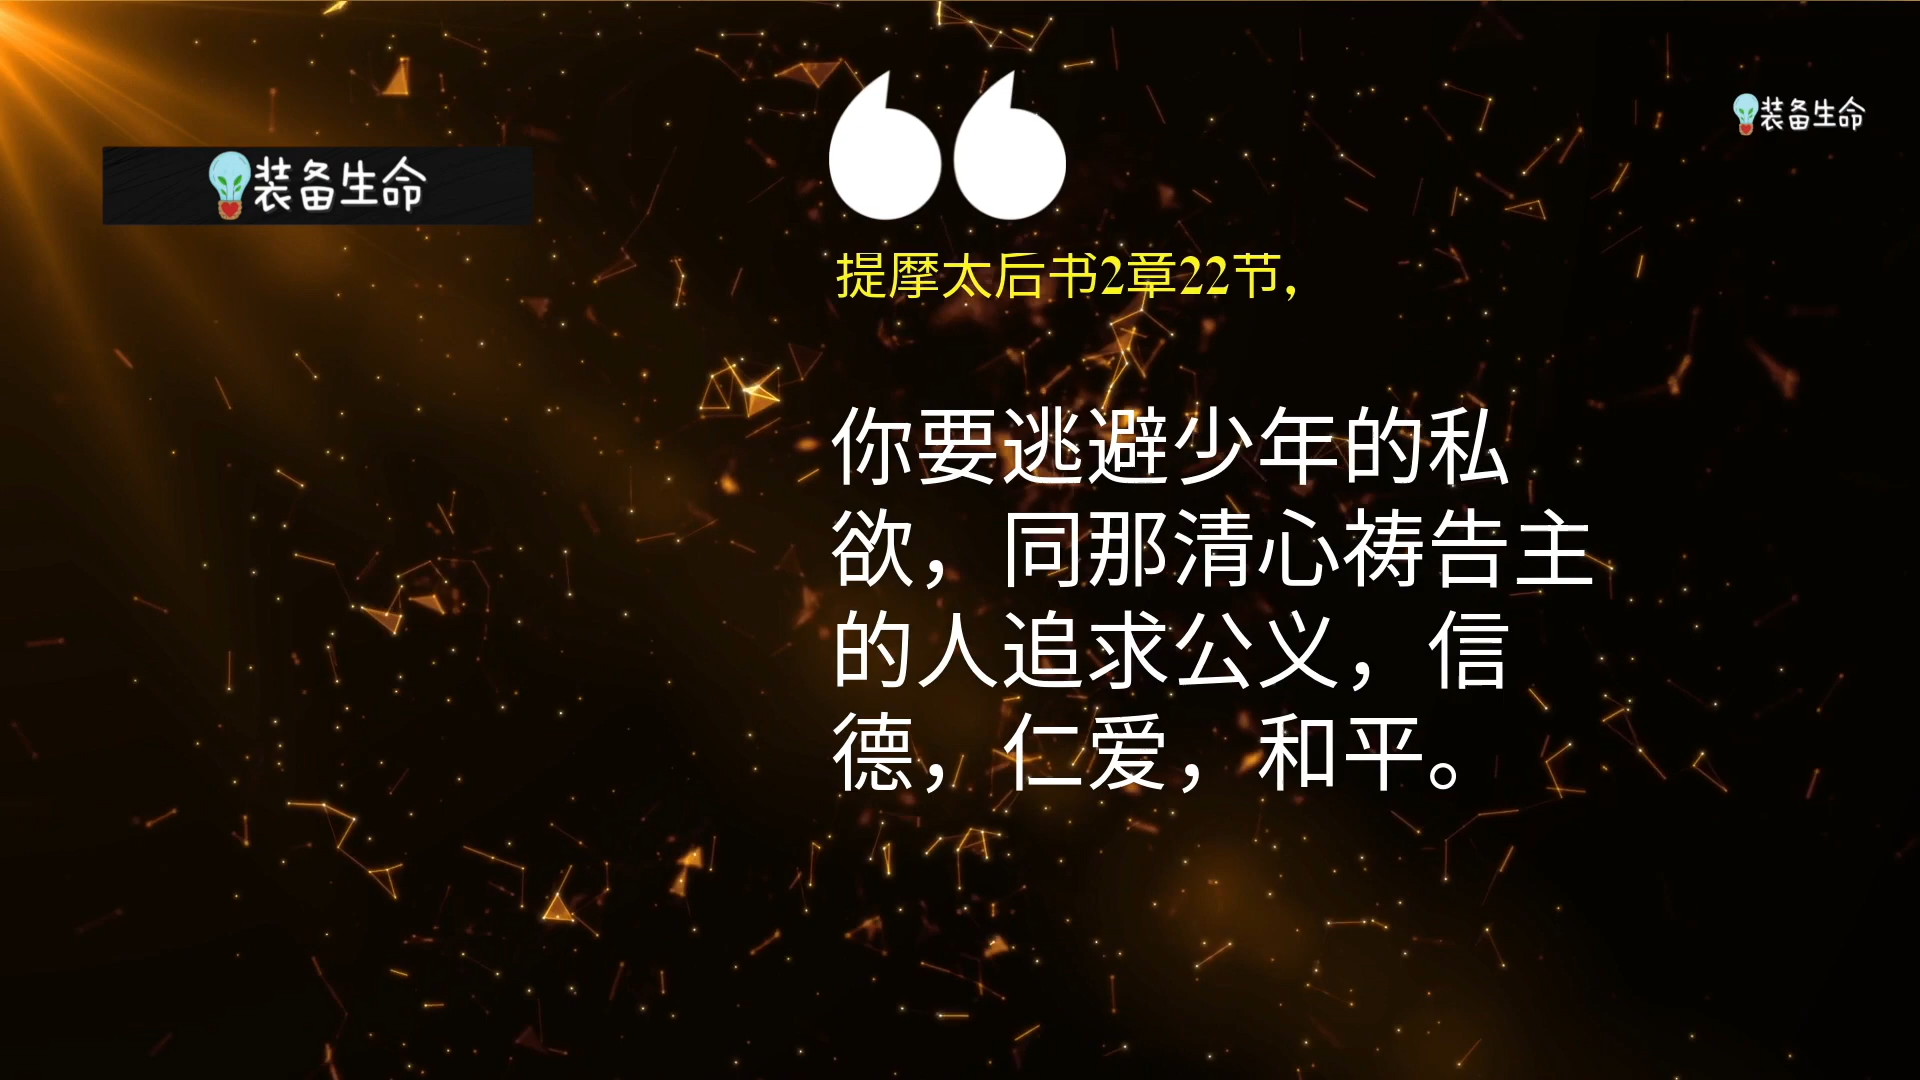 装备生命
装备生命
提摩太后书2章22节,
你要逃避少年的私
欲，同那清心祷告主
的人追求公义，信
德，仁爱，和平。